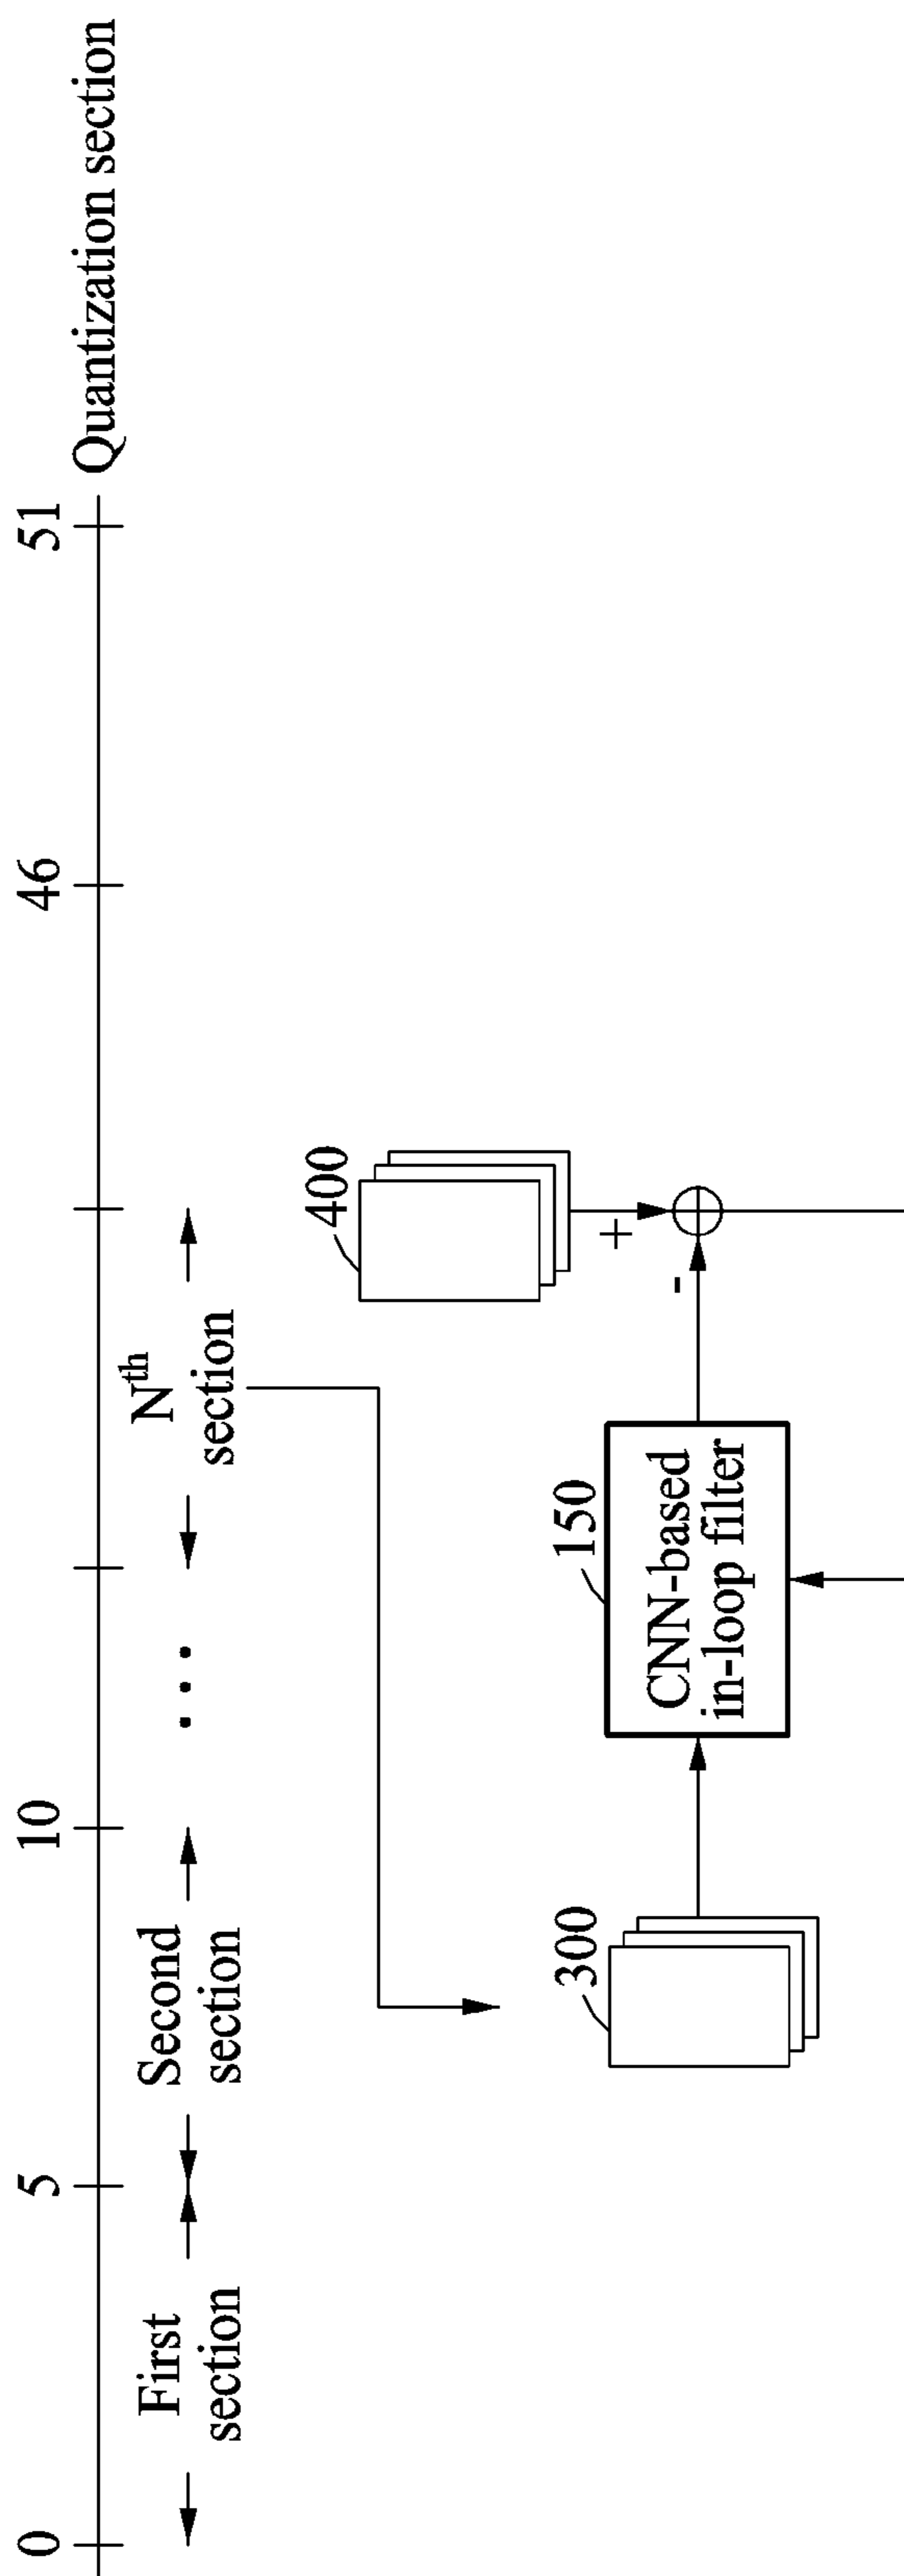 0 5 10 46 51
Quantization section
First
section
Second
section
...
Nth
section
400
300
150
CNN-based
in-loop filter
+
-